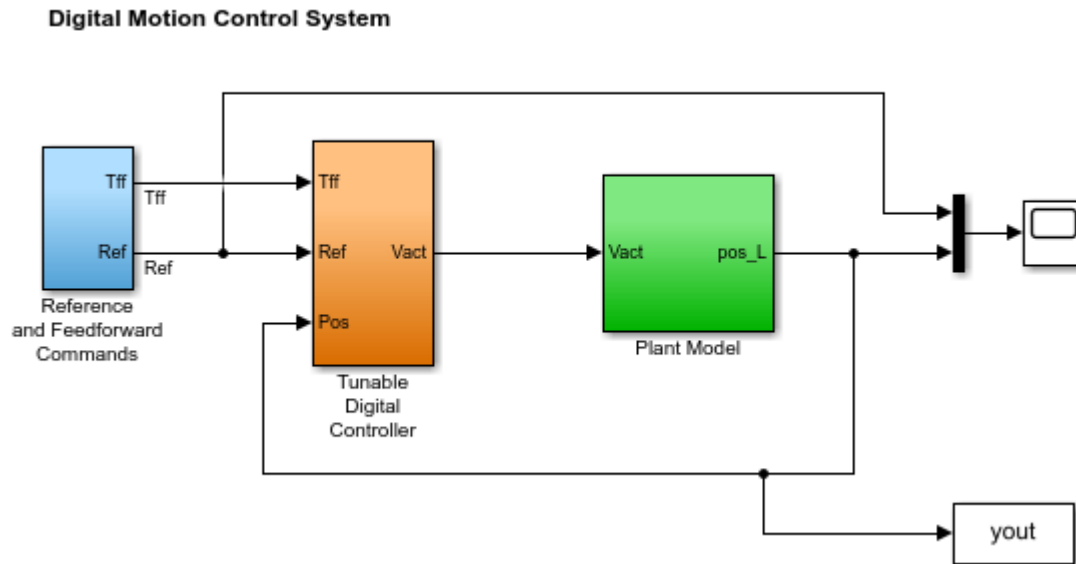 Digital Motion Control System
Tff
Tff
Ref
Ref
Reference
and Feedforward
Commands
Tff
Ref
Vact
Pos
Tunable
Digital
Controller
Vact
pos_L
Plant Model
yout